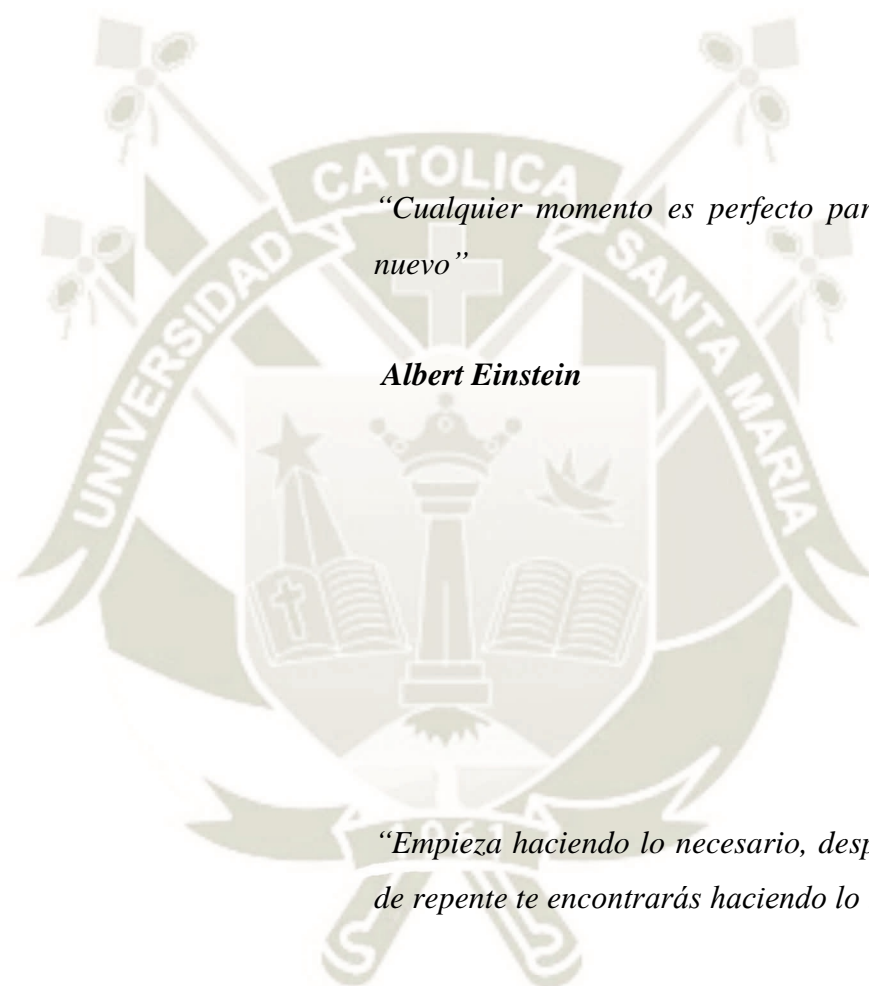 CATOLICA
UNIVERSIDAD
SANTA MARIA
“Cualquier momento es perfecto
nuevo”
Albert Einstein
1961
“Empieza haciendo lo necesario,
de repente te encontrarás haciendo lo